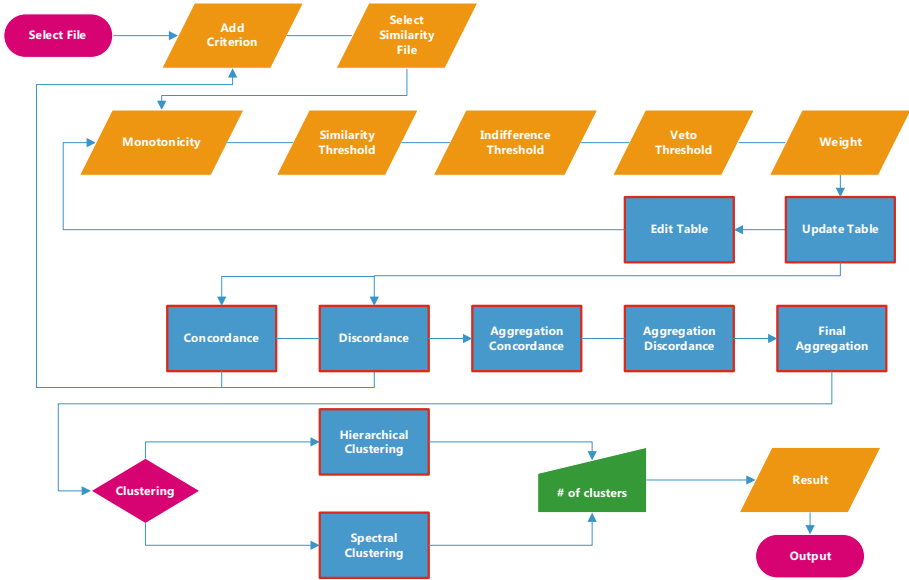 Select File
Add
Criterion
Select
Similarity
File
Monotonicity
Similarity
Threshold
Indifference
Threshold
Veto
Threshold
Weight
Edit Table
Update Table
Concordance
Discordance
Aggregation
Concordance
Aggregation
Discordance
Final
Aggregation
Hierarchical
Clustering
Clustering
# of clusters
Result
Spectral
Clustering
Output